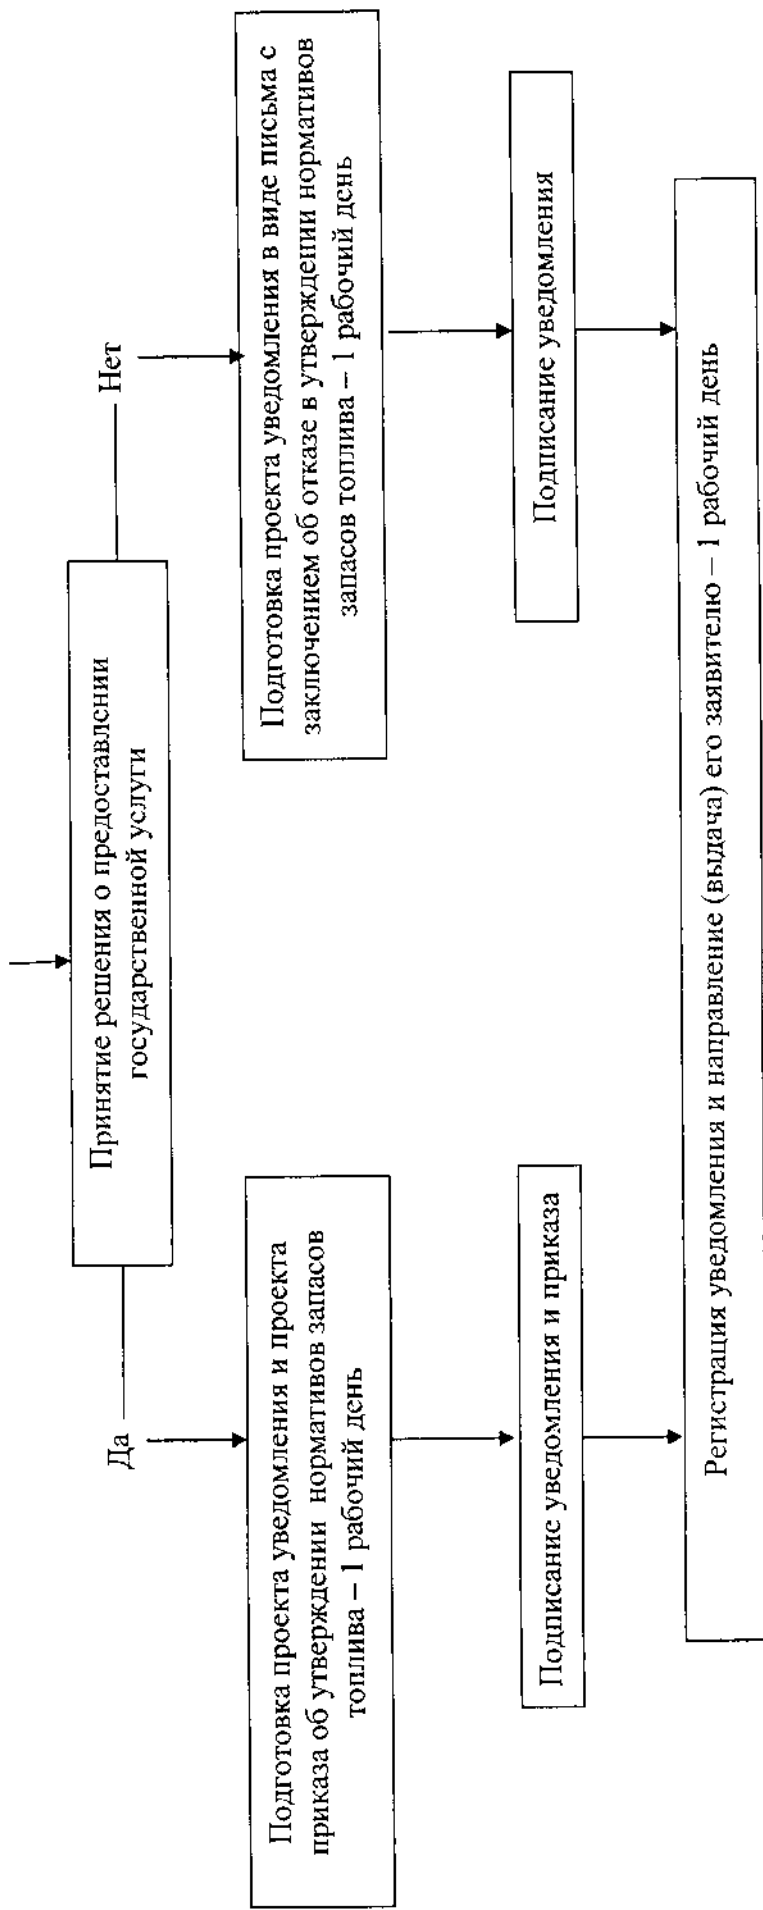 Принятие решения о предоставлении
государственной услуги
Да
Нет
Подготовка проекта уведомления и проекта
приказа об утверждении нормативов запасов
топлива – 1 рабочий день
Подготовка проекта уведомления в виде письма с
заключением об отказе в утверждении нормативов
запасов топлива – 1 рабочий день
Подписание уведомления и приказа
Подписание уведомления
Регистрация уведомления и направление (выдача) его заявителю – 1 рабочий день